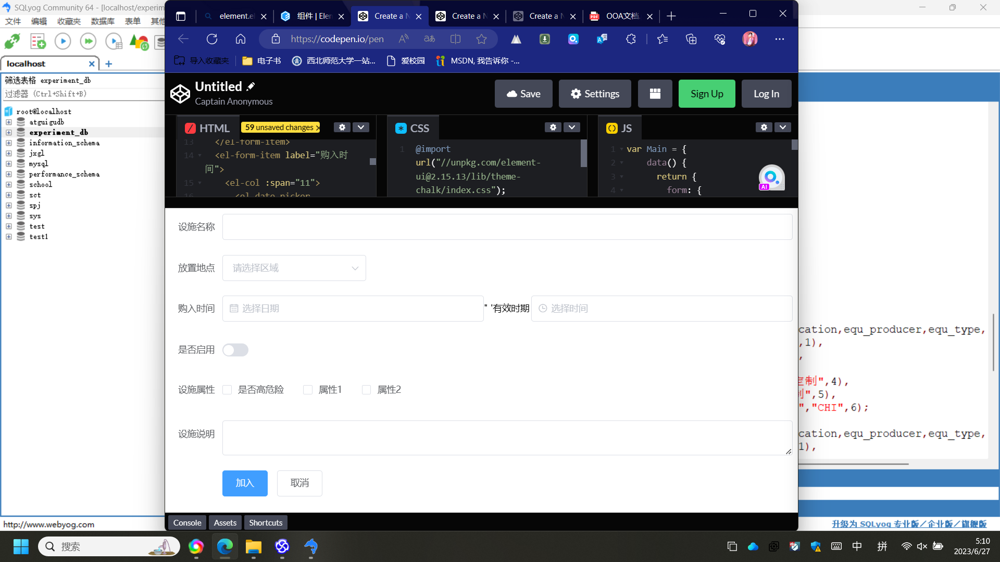 SQLyog Community 64 - [localhost/experim
文件 编辑 收藏夹 数据库 表单 其他
localhost
筛选表格 experiment_db
过滤器 (Ctrl+Shift+B)
root@localhost
atguigudb
experiment_db
information_schema
jxgl
mysql
performance_schema
school
sct
spj
sys
test
test1
http://www.webyog.com
element.el
组件 | Elen
Create a N
Create a N
Create a N
OOA文档.
https://codepen.io/pen
导入收藏夹
电子书
西北师范大学一站...
爱校园
MSDN, 我告诉你 -...
Untitled
Captain Anonymous
Save
Settings
Sign Up
Log In
HTML
59 unsaved changes ×
CSS
JS
13 </el-form-item>
14 <el-form-item label="购入时
间">
15 <el-col :span="11">
16 <el-date-picker
1 @import
url("//unpkg.com/element-
ui@2.15.13/lib/theme-
chalk/index.css");
1 var Main = {
2 data() {
3 return {
4 form: {
AI
设施名称
放置地点 请选择区域
购入时间 选择日期 " '有效时期 选择时间
是否启用
设施属性 是否高危险 属性1 属性2
设施说明
加入 取消
Console Assets Shortcuts
cation,equ_producer,equ_type,
,1),
,
定制",4),
制",5),
","CHI",6);
cation,equ_producer,equ_type,
1),
升级为 SQLyog 专业版/企业版/旗舰版
搜索
中
拼
5:10
2023/6/27